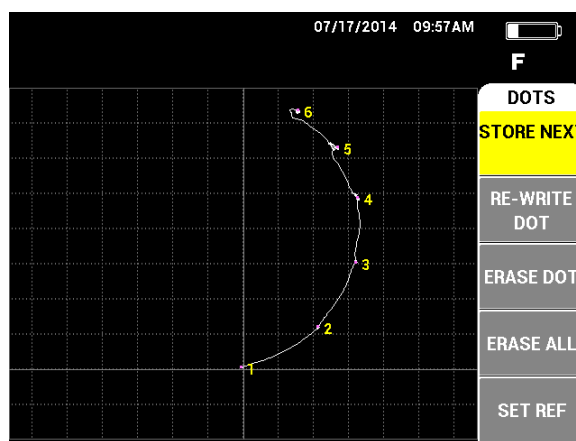 07/17/2014 09:57AM
F
DOTS
STORE NEXT
RE-WRITE
DOT
ERASE DOT
ERASE ALL
SET REF
6
5
4
3
2
1